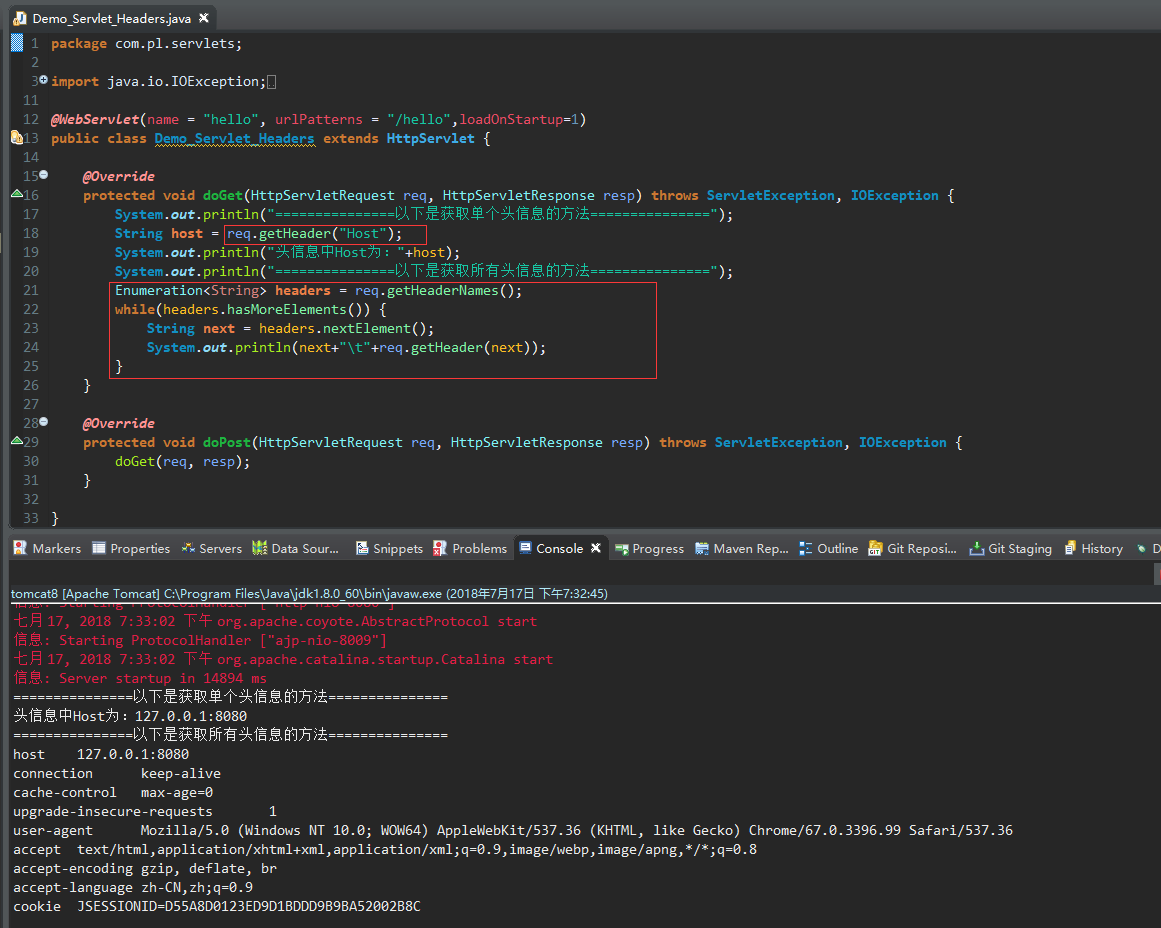 Demo_Servlet_Headers.java
1 package com.pl.servlets;
2
3 import java.io.IOException;
11
12 @WebServlet(name = "hello", urlPatterns = "/hello",loadOnStartup=1)
13 public class Demo_Servlet_Headers extends HttpServlet {
14
15 @Override
16 protected void doGet(HttpServletRequest req, HttpServletResponse resp) throws ServletException, IOException {
17 System.out.println("===============以下是获取单个头信息的方法===============");
18 String host = req.getHeader("Host");
19 System.out.println("头信息中Host为："+host);
20 System.out.println("===============以下是获取所有头信息的方法===============");
21 Enumeration<String> headers = req.getHeaderNames();
22 while(headers.hasMoreElements()) {
23 String next = headers.nextElement();
24 System.out.println(next+"\t"+req.getHeader(next));
25 }
26 }
27
28 @Override
29 protected void doPost(HttpServletRequest req, HttpServletResponse resp) throws ServletException, IOException {
30 doGet(req, resp);
31 }
32
33 }
Markers Properties Servers Data Sour... Snippets Problems Console Progress Maven Rep... Outline Git Reposi... Git Staging History D
tomcat8 [Apache Tomcat] C:\Program Files\Java\jdk1.8.0_60\bin\javaw.exe (2018年7月17日 下午7:32:45)
信息: Starting ProtocolHandler ["http-nio-8080"]
七月 17, 2018 7:33:02 下午 org.apache.coyote.AbstractProtocol start
信息: Starting ProtocolHandler ["ajp-nio-8009"]
七月 17, 2018 7:33:02 下午 org.apache.catalina.startup.Catalina start
信息: Server startup in 14894 ms
===============以下是获取单个头信息的方法===============
头信息中Host为：127.0.0.1:8080
===============以下是获取所有头信息的方法===============
host 127.0.0.1:8080
connection keep-alive
cache-control max-age=0
upgrade-insecure-requests 1
user-agent Mozilla/5.0 (Windows NT 10.0; WOW64) AppleWebKit/537.36 (KHTML, like Gecko) Chrome/67.0.3396.99 Safari/537.36
accept text/html,application/xhtml+xml,application/xml;q=0.9,image/webp,image/apng,*/*;q=0.8
accept-encoding gzip, deflate, br
accept-language zh-CN,zh;q=0.9
cookie JSESSIONID=D55A8D0123ED9D1BDDD9B9BA52002B8C